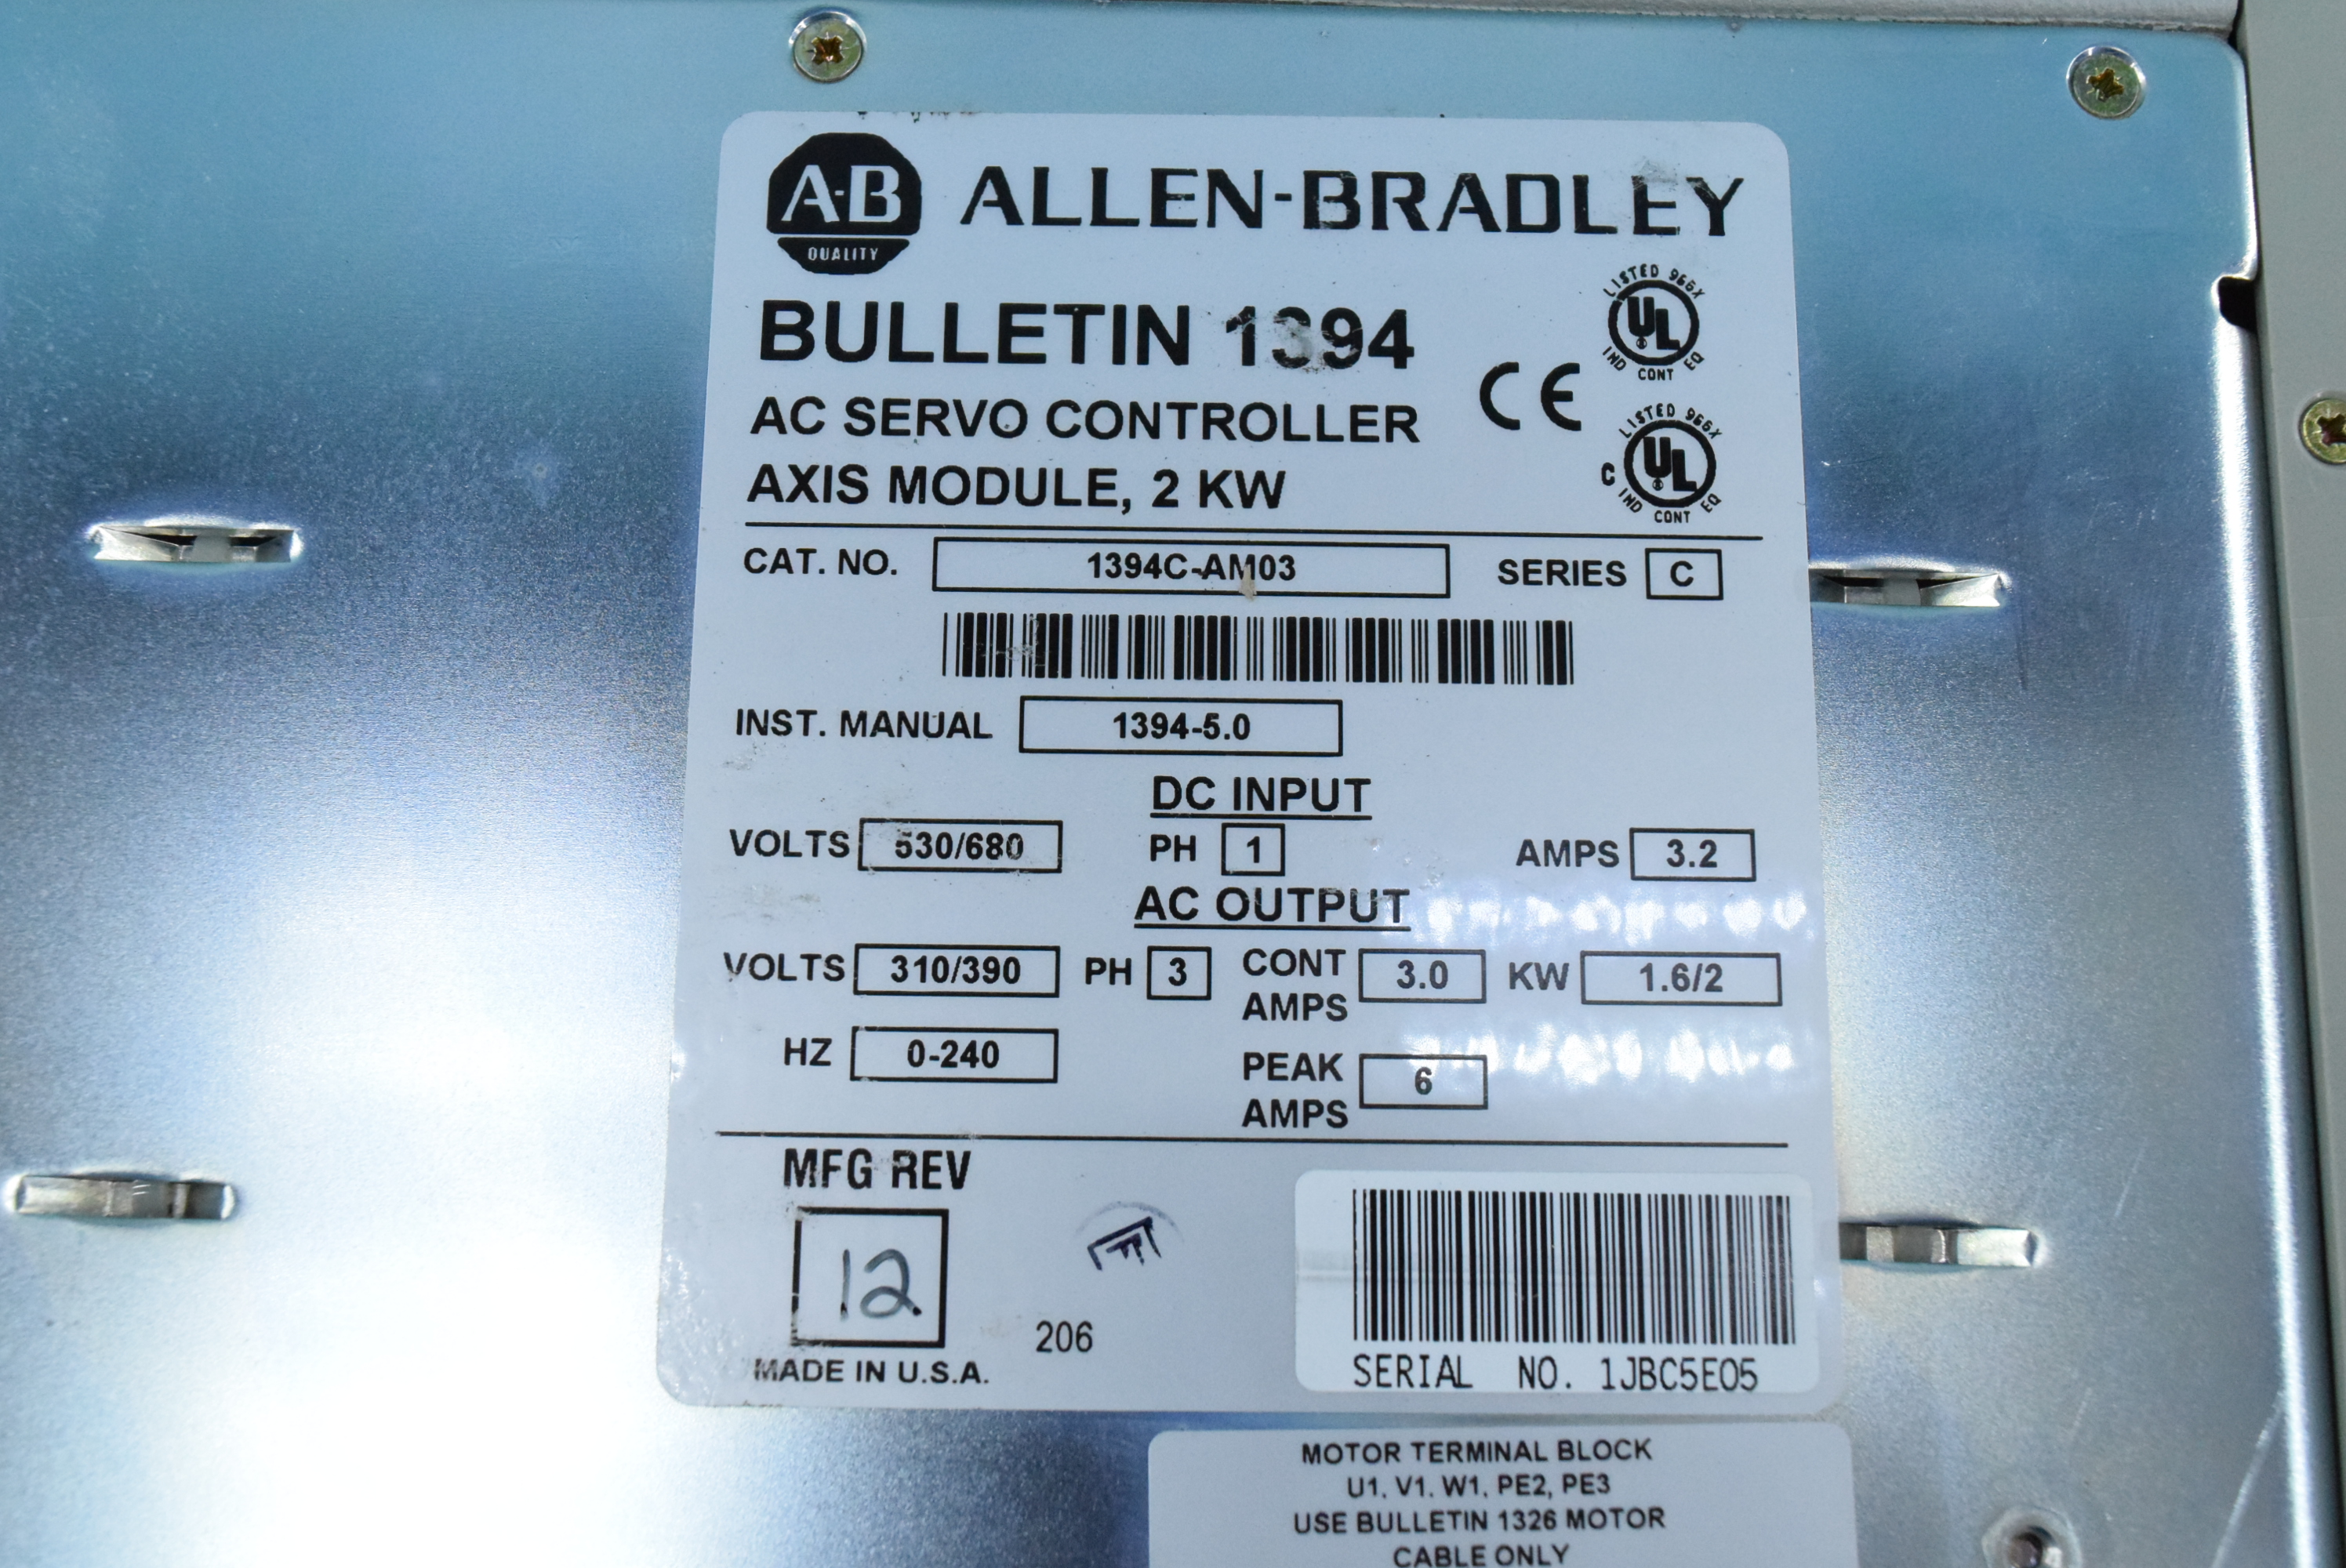 A-B
QUALITY
ALLEN-BRADLEY
BULLETIN 1394
AC SERVO CONTROLLER
AXIS MODULE, 2 KW
CE
LISTED 966X
UL
IND CONT EQ
LISTED 966X
C UL
IND CONT EQ
CAT. NO. 1394C-AM03 SERIES C
INST. MANUAL 1394-5.0
DC INPUT
VOLTS 530/680 PH 1 AMPS 3.2
AC OUTPUT
VOLTS 310/390 PH 3 CONT AMPS 3.0 KW 1.6/2
HZ 0-240 PEAK AMPS 6
MFG REV
12
206
MADE IN U.S.A.
SERIAL NO. 1JBC5E05
MOTOR TERMINAL BLOCK
U1, V1, W1, PE2, PE3
USE BULLETIN 1326 MOTOR
CABLE ONLY